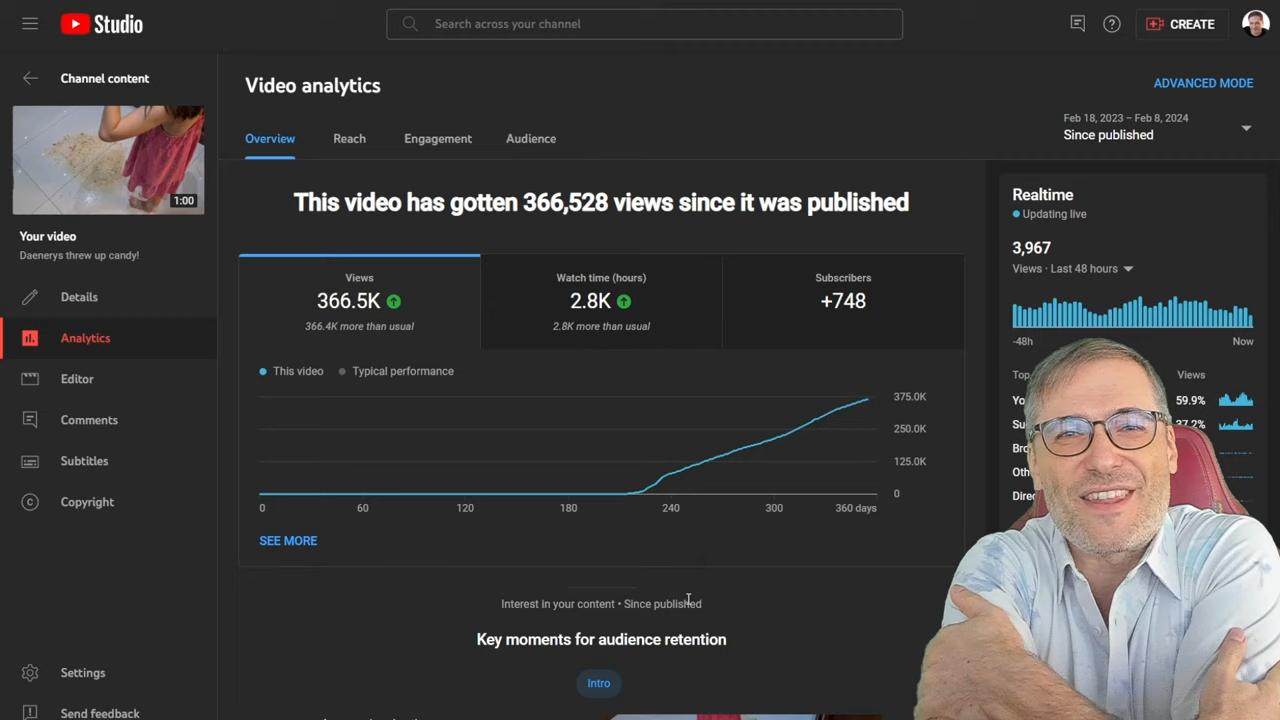 Studio
Search across your channel
CREATE
Channel content
1:00
Your video
Daenerys threw up candy!
Details
Analytics
Editor
Comments
Subtitles
Copyright
Settings
Send feedback
Video analytics
ADVANCED MODE
Overview
Reach
Engagement
Audience
Feb 18, 2023 – Feb 8, 2024
Since published
This video has gotten 366,528 views since it was published
Views
366.5K
366.4K more than usual
Watch time (hours)
2.8K
2.8K more than usual
Subscribers
+748
This video
Typical performance
375.0K
250.0K
125.0K
0
0 60 120 180 240 300 360 days
SEE MORE
Interest in your content • Since published
Key moments for audience retention
Intro
Realtime
Updating live
3,967
Views · Last 48 hours
-48h
Now
Top
Views
59.9%
37.2%